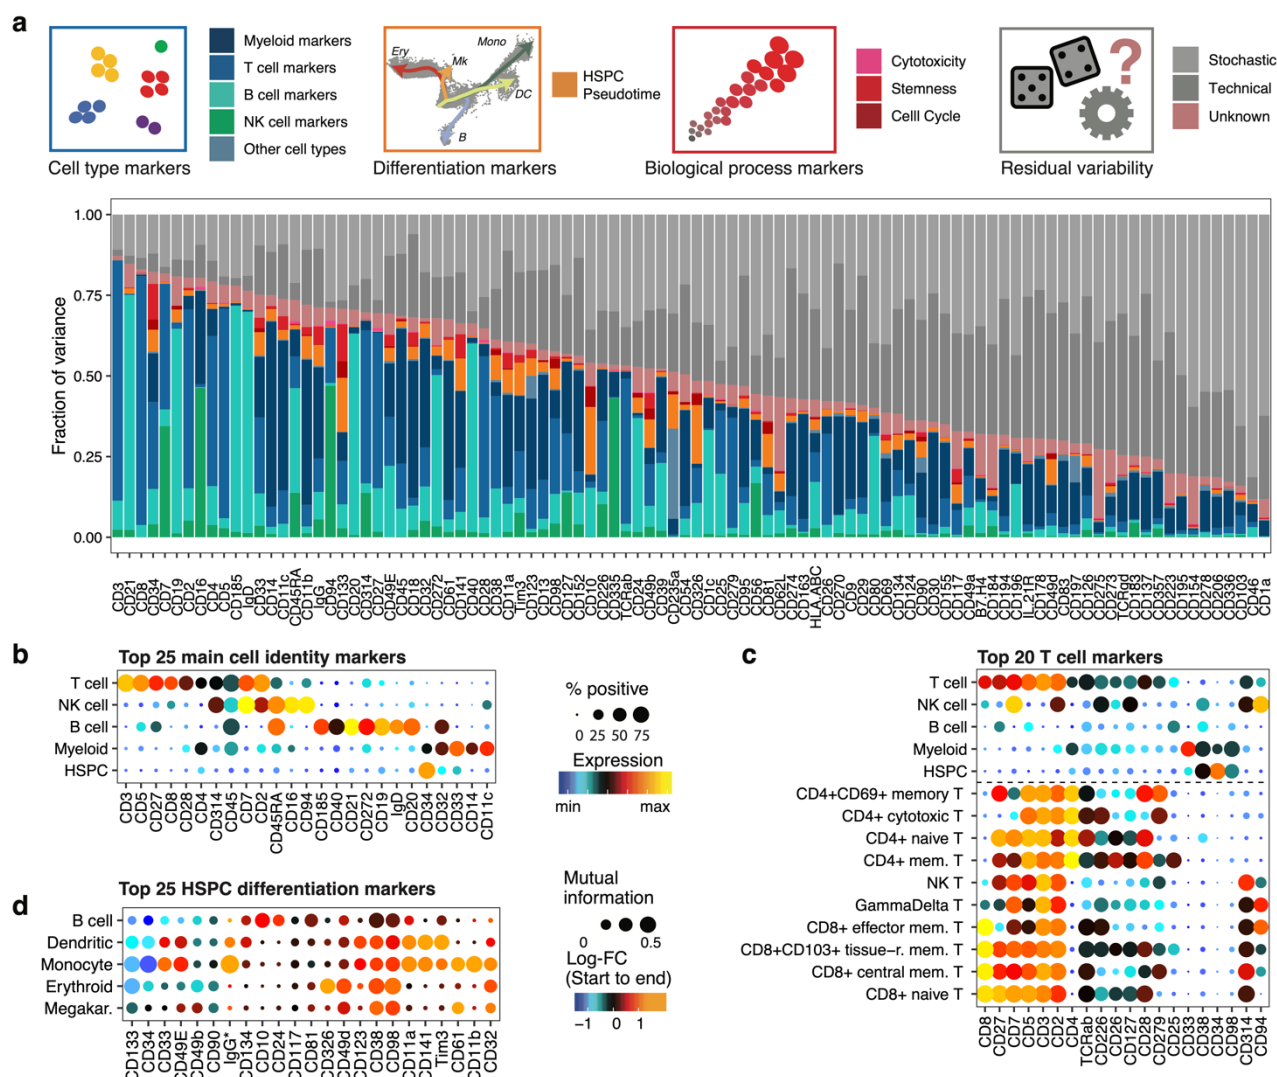 a
Ery
Mk
Mono
DC
B
Cell type markers
Myeloid markers
T cell markers
B cell markers
NK cell markers
Other cell types
Differentiation markers
HSPC
Pseudotime
Biological process markers
Cytotoxicity
Stemness
Celll Cycle
?
Residual variability
Stochastic
Technical
Unknown
Fraction of variance
1.00
0.75
0.50
0.25
0.00
CD3
CD21
CD8
CD34
CD7
CD19
CD2
CD16
CD4
CD5
CD185
IgD
CD33
CD14
CD11c
CD45RA
CD11b
IgG
CD94
CD133
CD20
CD314
CD27
CD49E
CD45
CD18
CD32
CD272
CD61
CD141
CD40
CD28
CD38
CD11a
Tim3
CD123
CD13
CD98
CD127
CD152
CD10
CD226
CD335
TCRab
CD24
CD49b
CD39
CD235a
CD54
CD326
CD1c
CD25
CD279
CD95
CD56
CD81
CD62L
CD274
CD163
HLA.ABC
CD26
CD270
CD9
CD29
CD80
CD69
CD134
CD124
CD90
CD30
CD155
CD117
CD49a
B7.H4
CD184
CD194
CD196
IL.21R
CD178
CD49d
CD83
CD197
CD126
CD275
CD273
TCRgd
CD183
CD137
CD357
CD223
CD195
CD154
CD278
CD206
CD336
CD103
CD46
CD1a
b
Top 25 main cell identity markers
T cell
NK cell
B cell
Myeloid
HSPC
CD3
CD5
CD27
CD8
CD28
CD4
CD314
CD45
CD7
CD2
CD45RA
CD16
CD94
CD185
CD40
CD21
CD272
CD19
IgD
CD20
CD34
CD32
CD33
CD14
CD11c
% positive
0 25 50 75
Expression
min max
c
Top 20 T cell markers
T cell
NK cell
B cell
Myeloid
HSPC
CD4+CD69+ memory T
CD4+ cytotoxic T
CD4+ naive T
CD4+ mem. T
NK T
GammaDelta T
CD8+ effector mem. T
CD8+CD103+ tissue−r. mem. T
CD8+ central mem. T
CD8+ naive T
CD8
CD27
CD7
CD5
CD3
CD2
CD4
TCRab
CD226
CD26
CD127
CD28
CD279
CD25
CD33
CD38
CD34
CD98
CD314
CD94
d
Top 25 HSPC differentiation markers
B cell
Dendritic
Monocyte
Erythroid
Megakar.
CD133
CD34
CD33
CD49E
CD49b
CD90
IgG*
CD134
CD10
CD24
CD117
CD81
CD326
CD49d
CD123
CD38
CD98
CD11a
CD141
Tim3
CD61
CD11b
CD32
Mutual
information
0 0.5
Log-FC
(Start to end)
−1 0 1